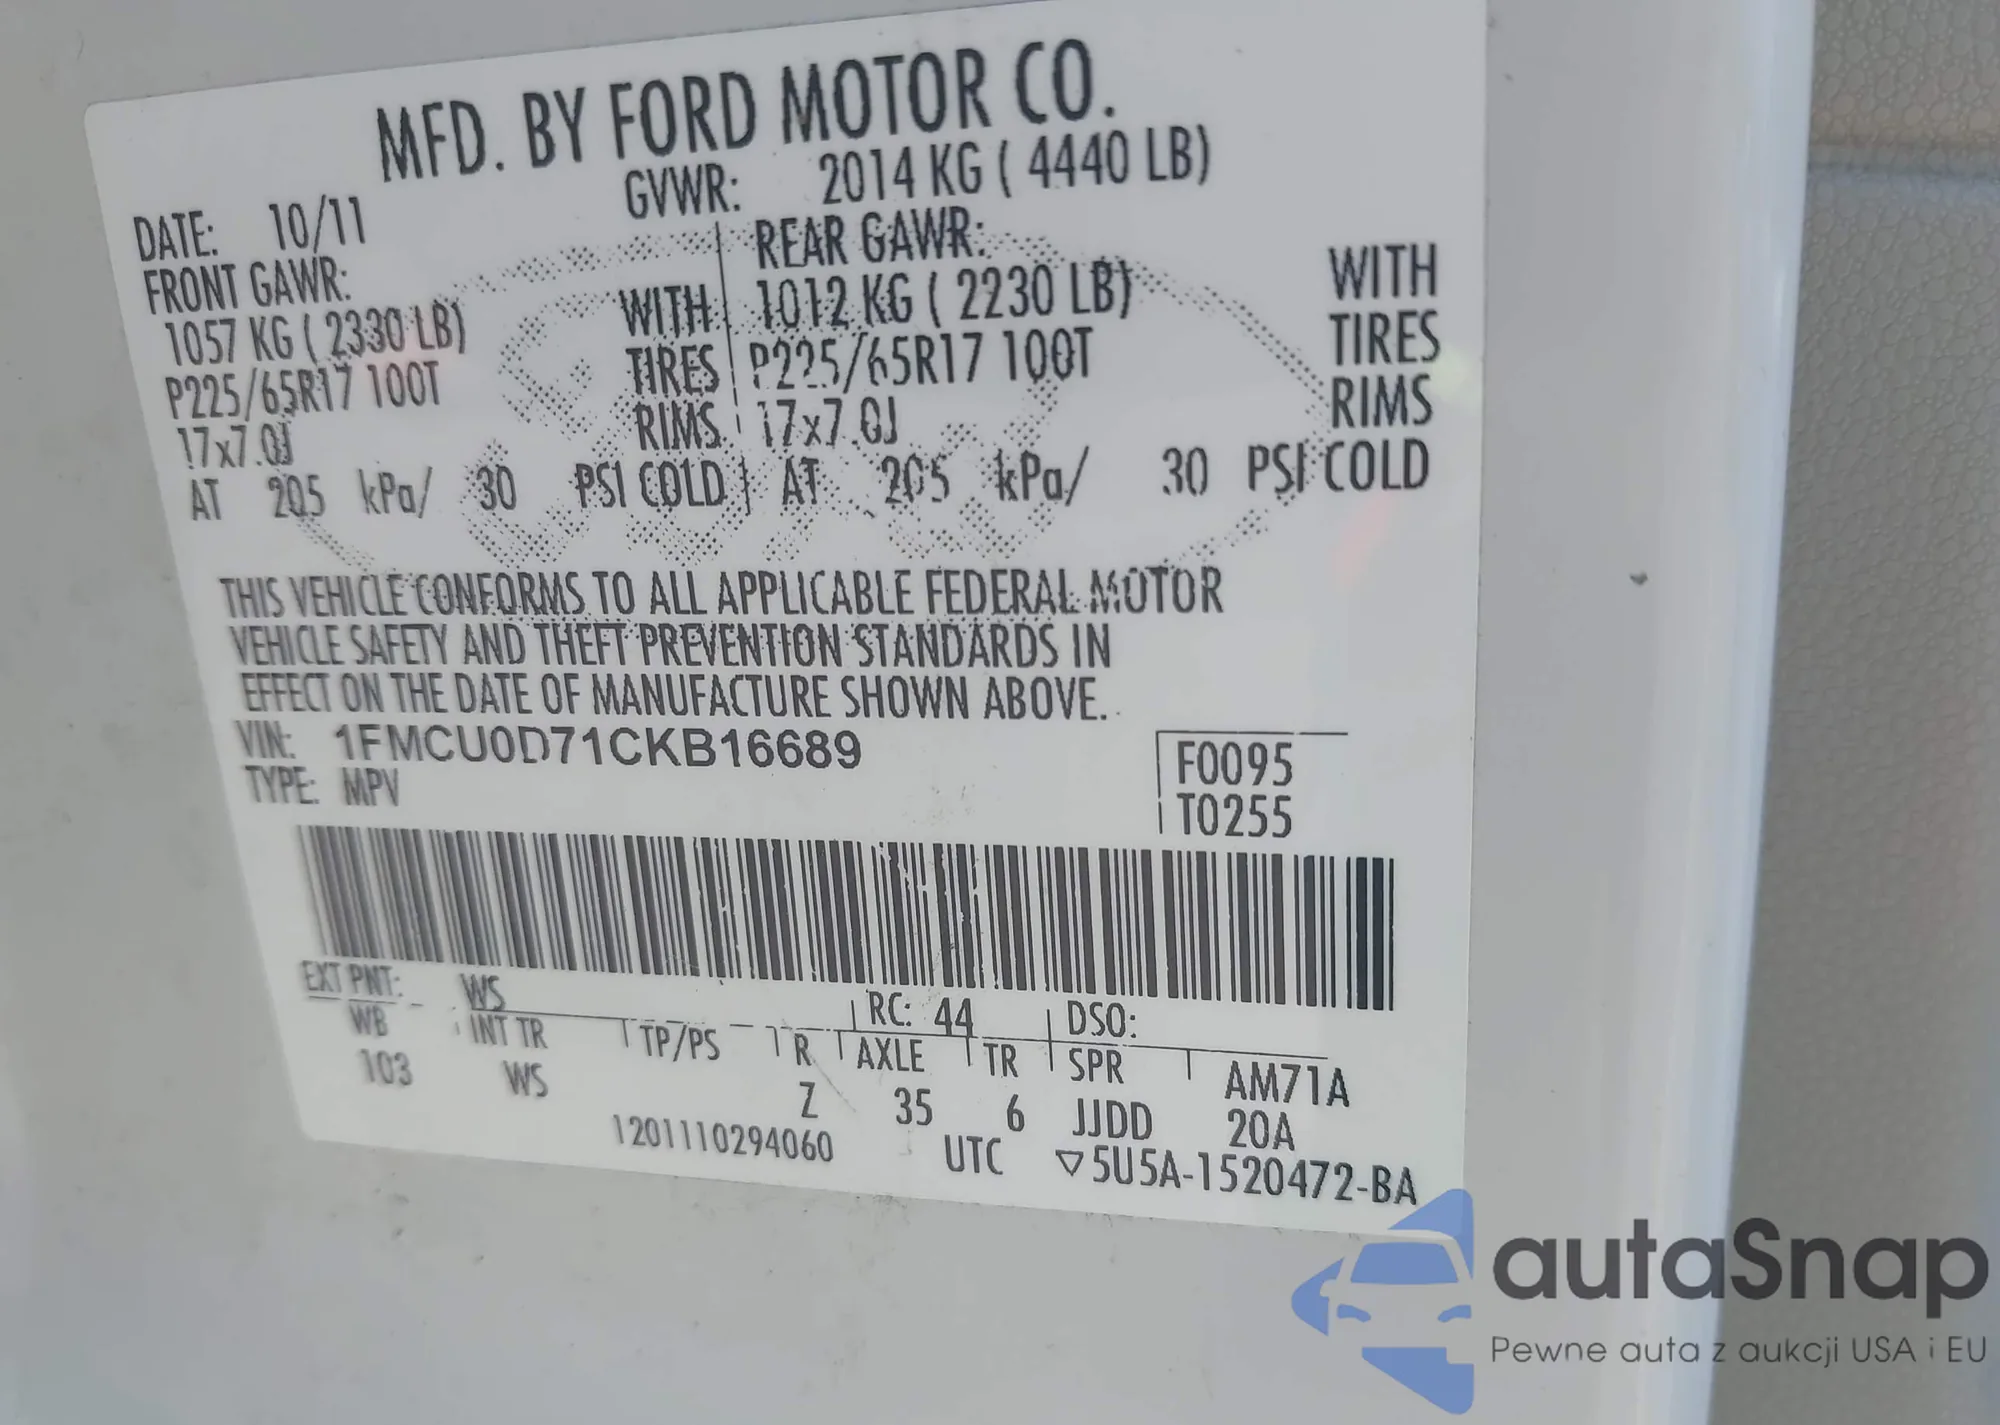 MFD. BY FORD MOTOR CO.
DATE: 10/11 GVWR: 2014 KG ( 4440 LB)
FRONT GAWR: REAR GAWR:
1057 KG ( 2330 LB) WITH 1012 KG ( 2230 LB) WITH
P225/65R17 100T TIRES P225/65R17 100T TIRES
17x7.0J RIMS 17x7.0J RIMS
AT 205 kPa/ 30 PSI COLD AT 205 kPa/ 30 PSI COLD
THIS VEHICLE CONFORMS TO ALL APPLICABLE FEDERAL MOTOR
VEHICLE SAFETY AND THEFT PREVENTION STANDARDS IN
EFFECT ON THE DATE OF MANUFACTURE SHOWN ABOVE.
VIN: 1FMCU0D71CKB16689 F0095
TYPE: MPV T0255
EXT PNT: WS RC: 44 DSO:
WB INT TR TP/PS R AXLE TR SPR AM71A
103 WS Z 35 6 JJDD 20A
1201110294060 UTC ▽5U5A-1520472-BA
autaSnap
Pewne auta z aukcji USA i EU